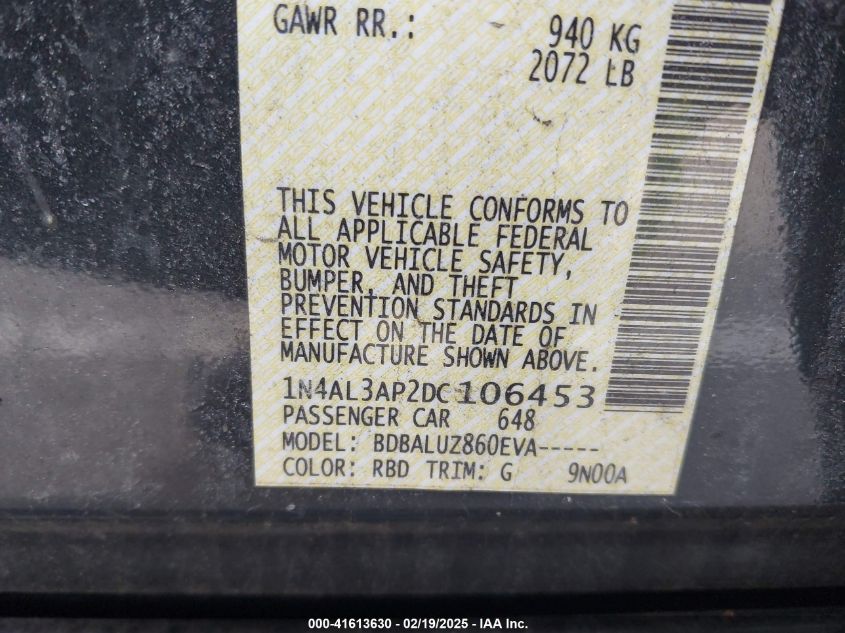 GAWR RR.: 940 KG
2072 LB
THIS VEHICLE CONFORMS TO
ALL APPLICABLE FEDERAL
MOTOR VEHICLE SAFETY,
BUMPER, AND THEFT
PREVENTION STANDARDS IN
EFFECT ON THE DATE OF
MANUFACTURE SHOWN ABOVE.
1N4AL3AP2DC106453
PASSENGER CAR 648
MODEL: BDBALUZ860EVA-----
COLOR: RBD TRIM: G 9N00A
000-41613630 - 02/19/2025 - IAA Inc.